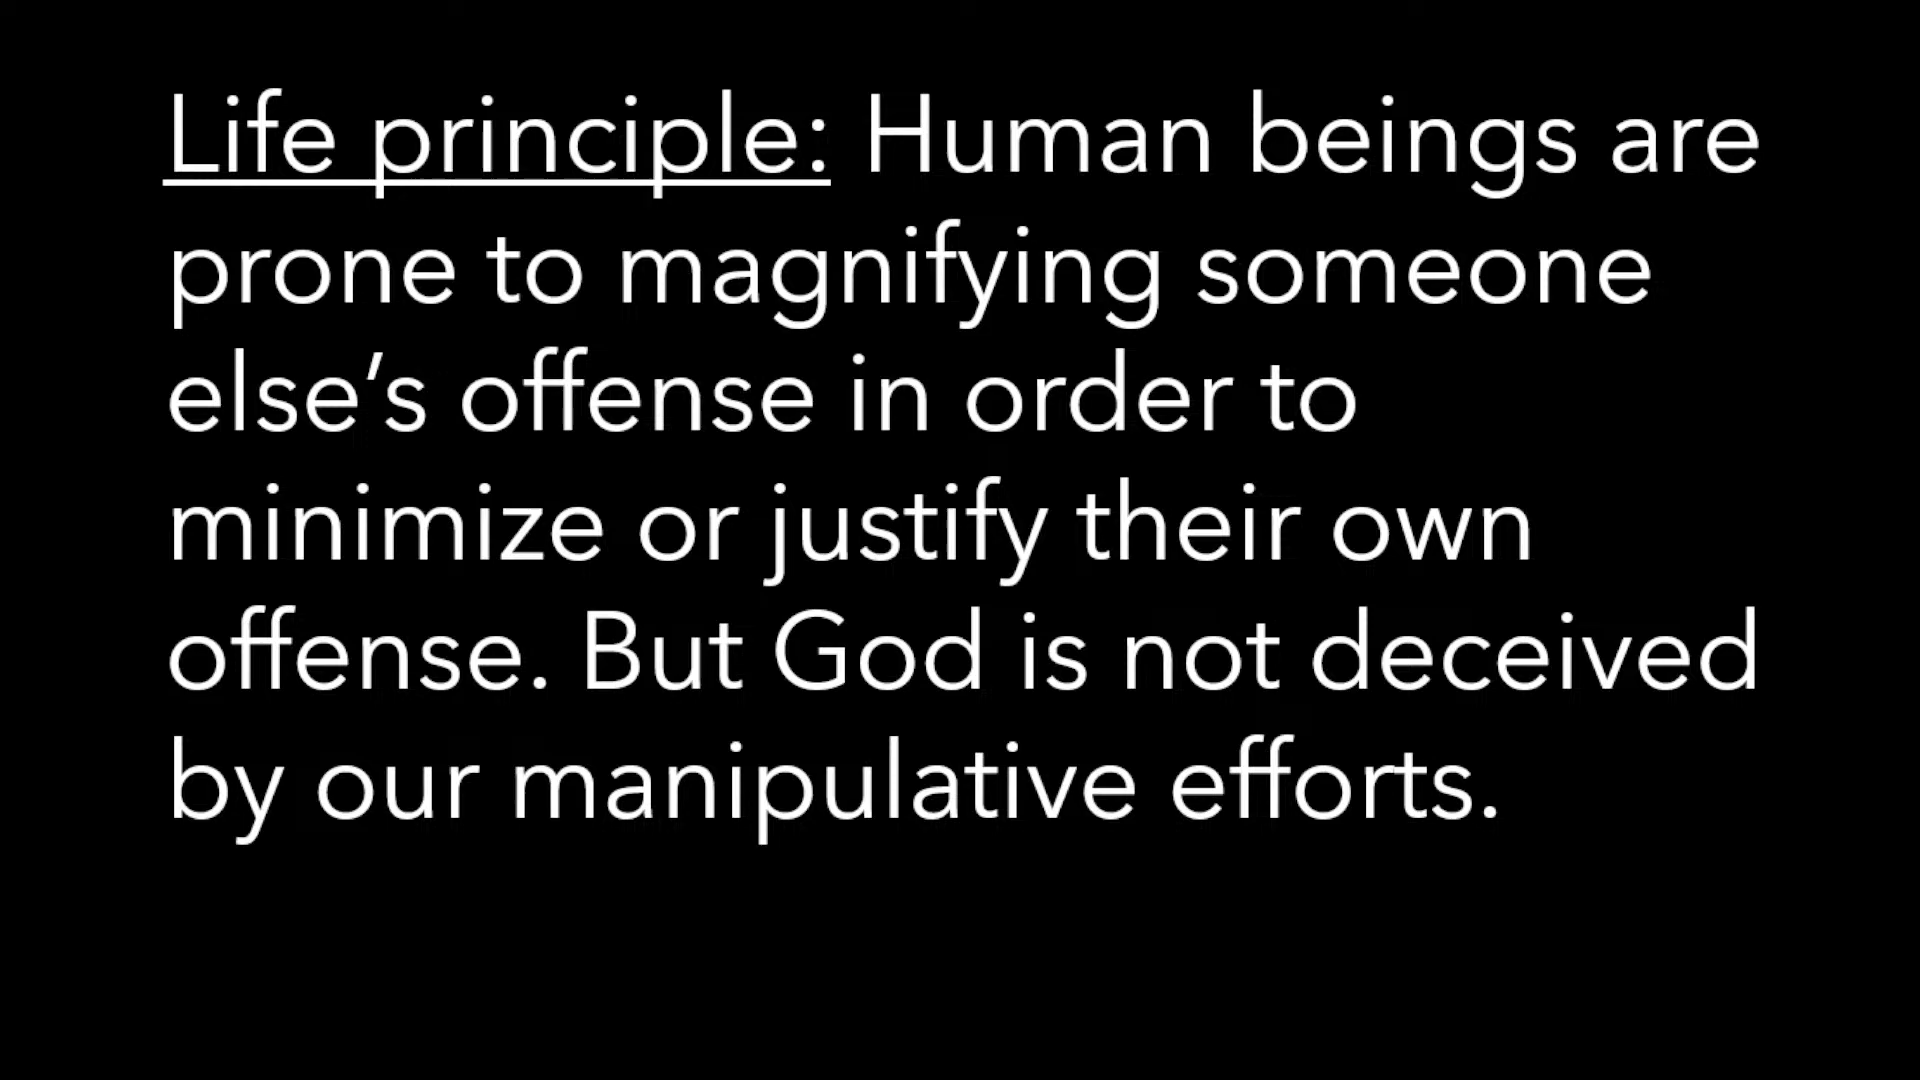 Life principle: Human beings are
prone to magnifying someone
else’s offense in order to
minimize or justify their own
offense. But God is not deceived
by our manipulative efforts.